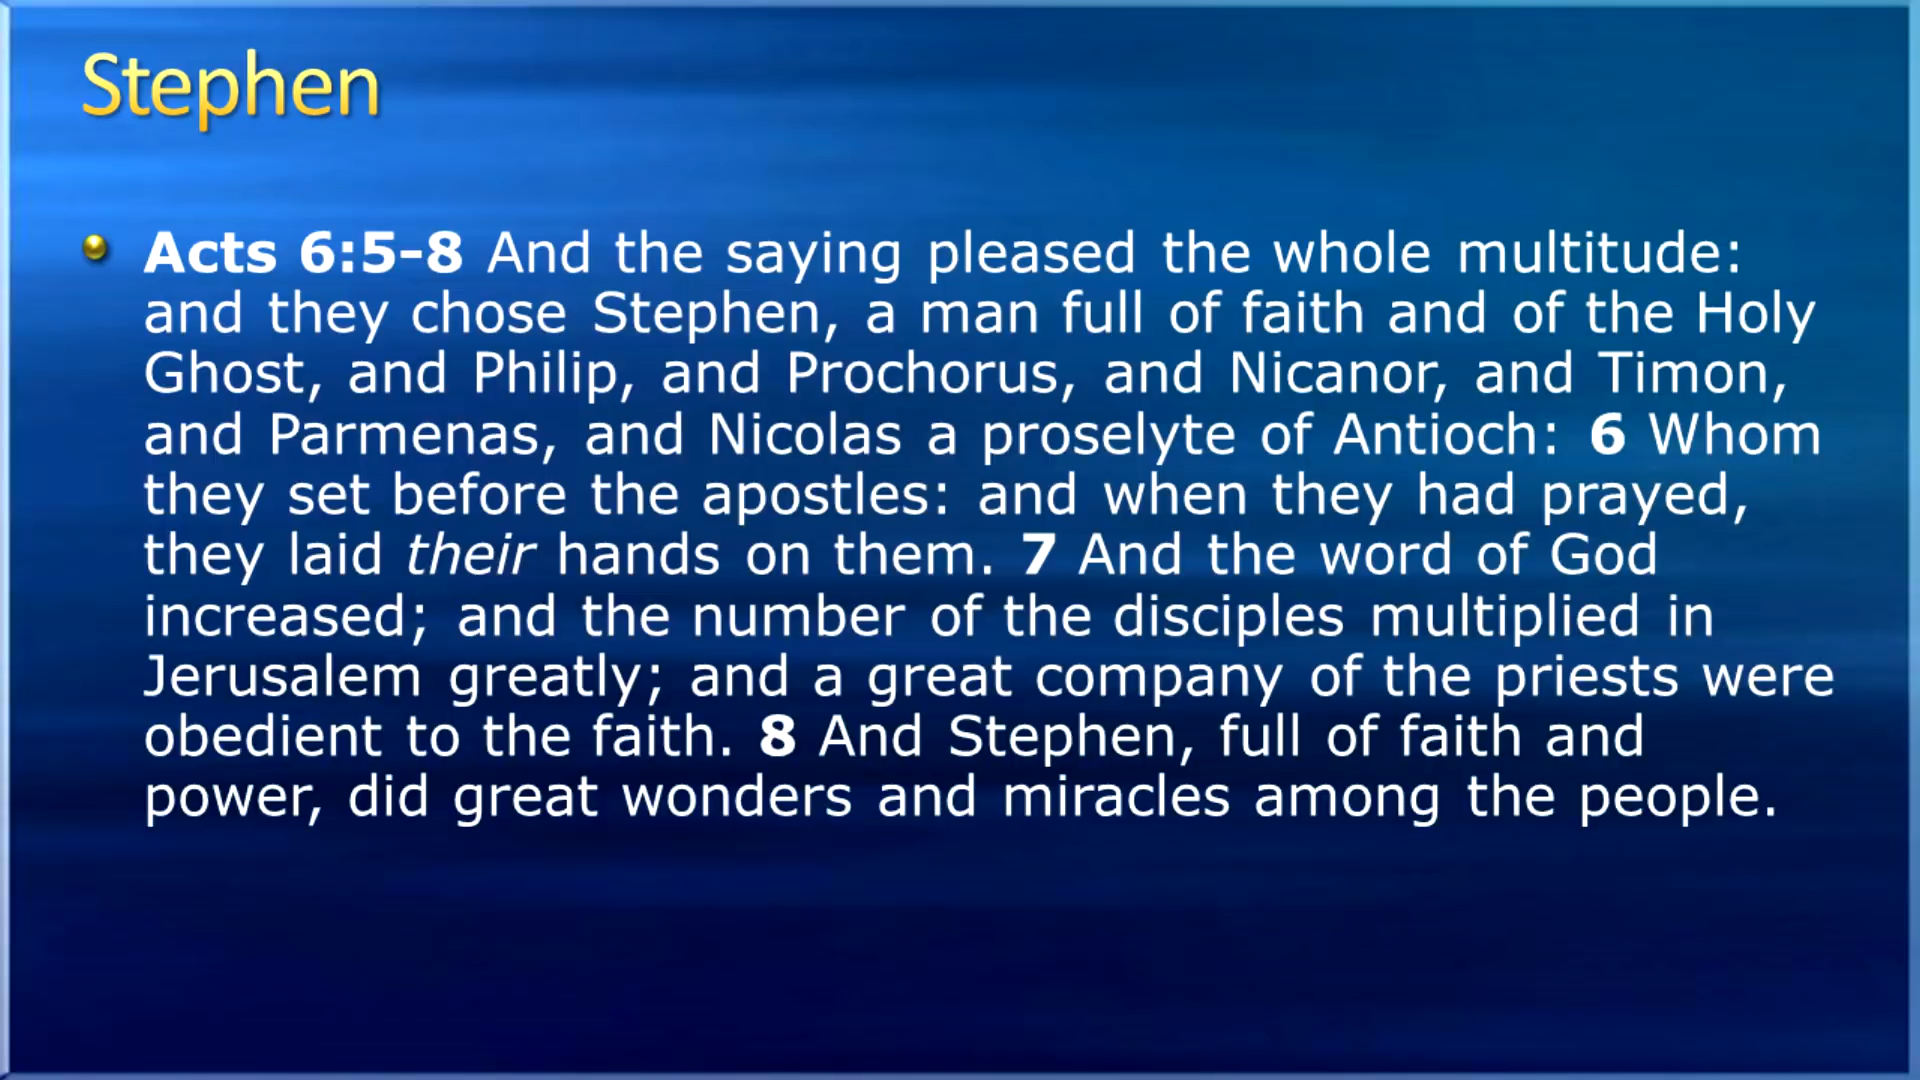 Stephen
Acts 6:5-8 And the saying pleased the whole multitude:
and they chose Stephen, a man full of faith and of the Holy
Ghost, and Philip, and Prochorus, and Nicanor, and Timon,
and Parmenas, and Nicolas a proselyte of Antioch: 6 Whom
they set before the apostles: and when they had prayed,
they laid their hands on them. 7 And the word of God
increased; and the number of the disciples multiplied in
Jerusalem greatly; and a great company of the priests were
obedient to the faith. 8 And Stephen, full of faith and
power, did great wonders and miracles among the people.